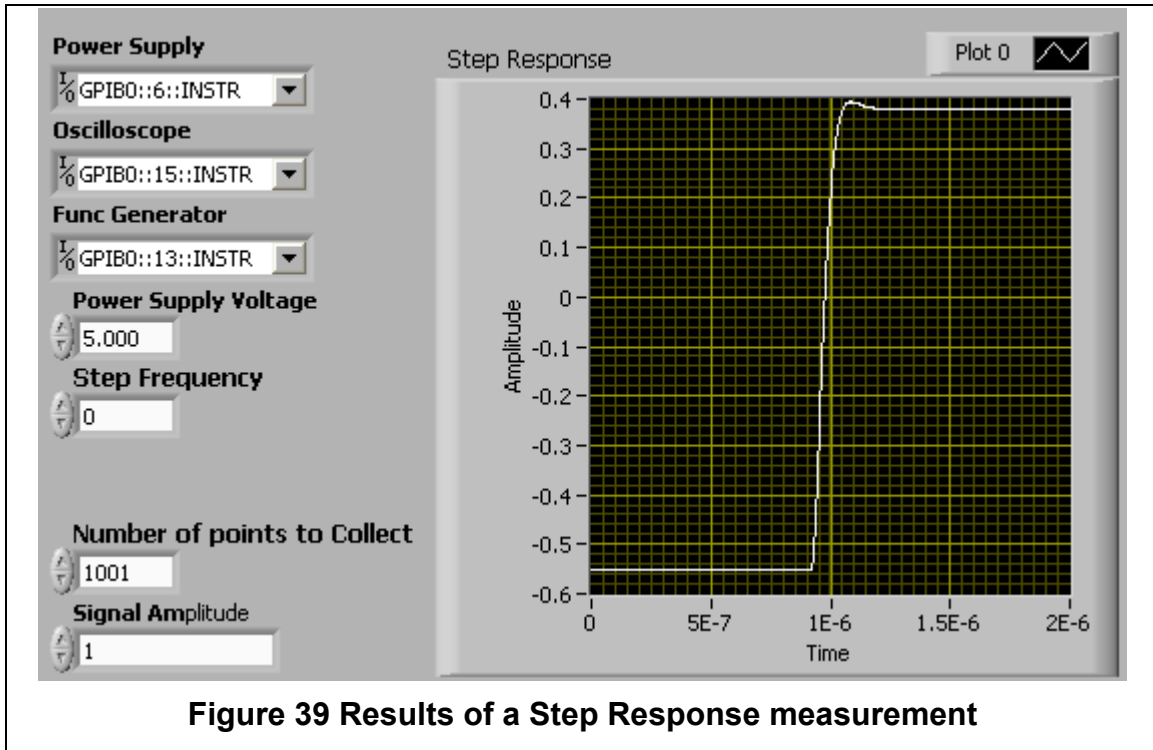 Power Supply
I/O GPIB0::6::INSTR
Oscilloscope
I/O GPIB0::15::INSTR
Func Generator
I/O GPIB0::13::INSTR
Power Supply Voltage
5.000
Step Frequency
0
Number of points to Collect
1001
Signal Amplitude
1
Step Response
Plot 0
0.4
0.3
0.2
0.1
0
-0.1
-0.2
-0.3
-0.4
-0.5
-0.6
Amplitude
0 5E-7 1E-6 1.5E-6 2E-6
Time
Figure 39 Results of a Step Response measurement